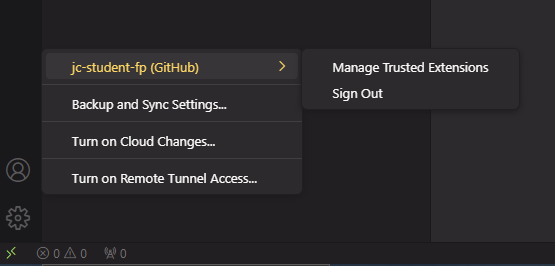 jc-student-fp (GitHub)
Manage Trusted Extensions
Sign Out
Backup and Sync Settings...
Turn on Cloud Changes...
Turn on Remote Tunnel Access...
0 0 0